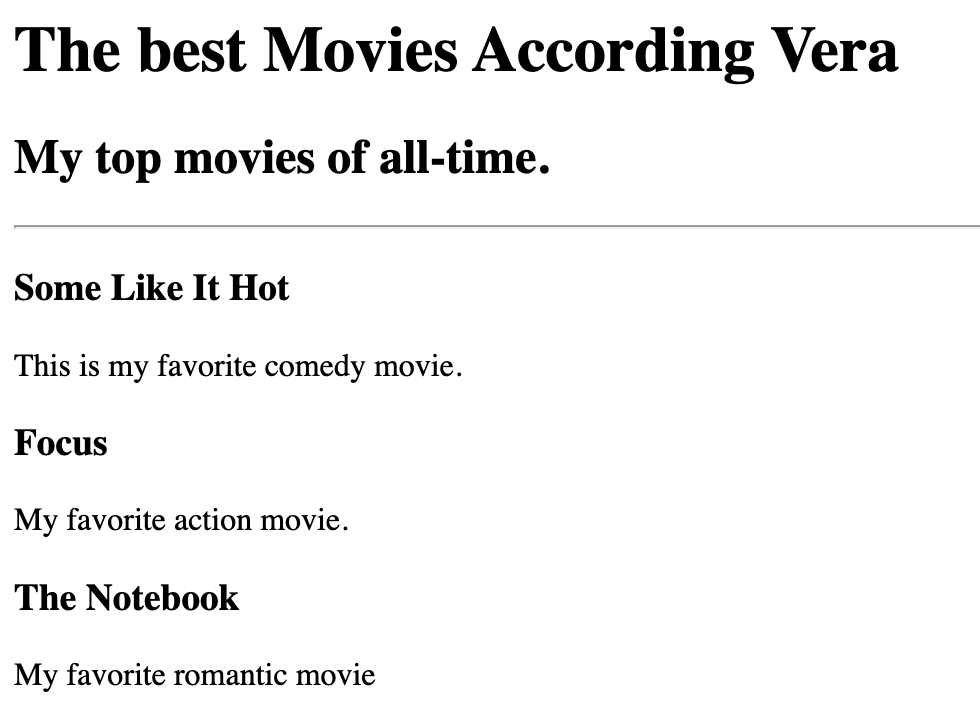 The best Movies According Vera
My top movies of all-time.
Some Like It Hot
This is my favorite comedy movie.
Focus
My favorite action movie.
The Notebook
My favorite romantic movie